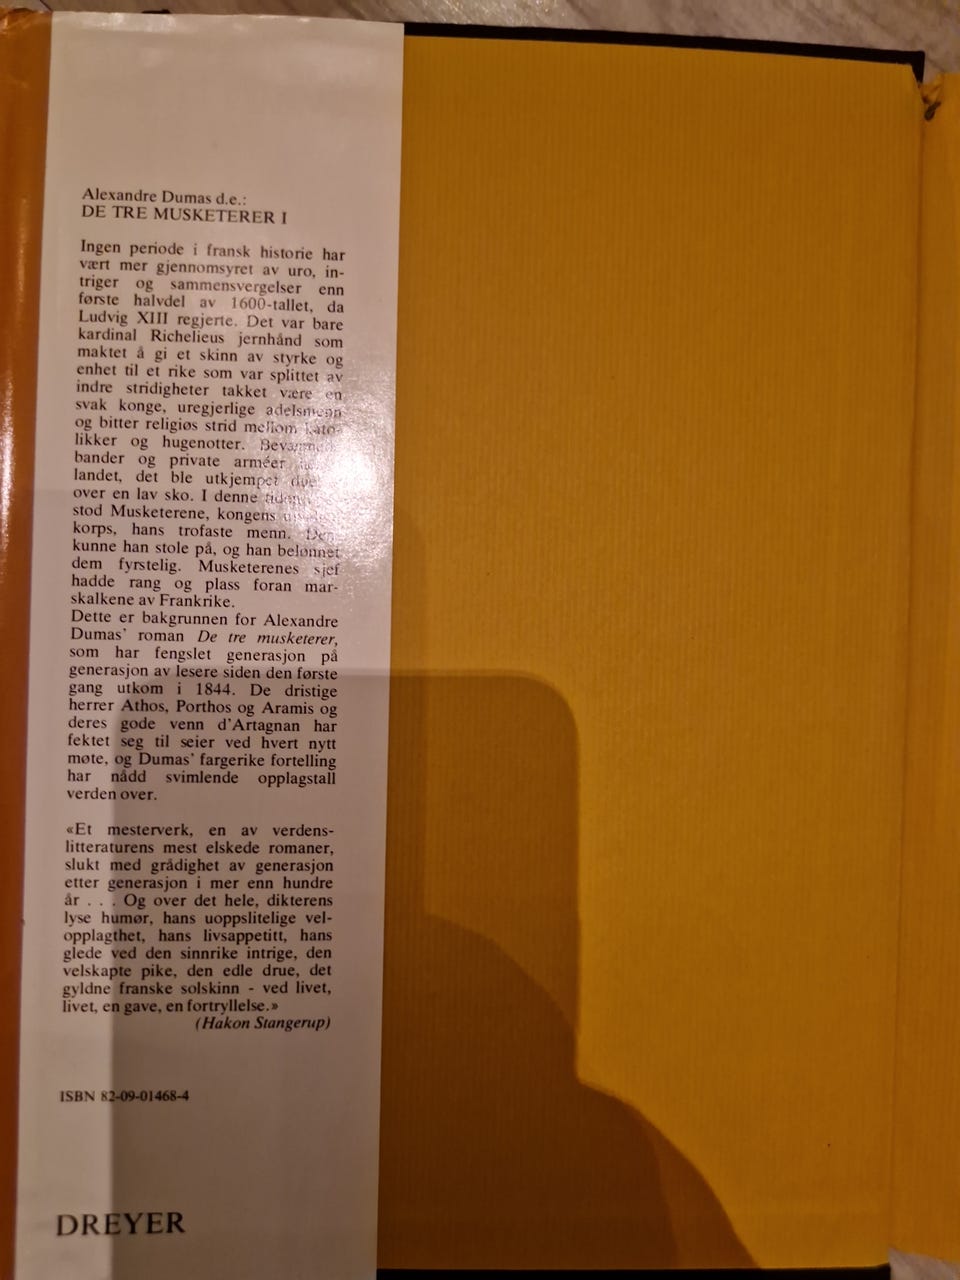 Alexandre Dumas d.e.:
DE TRE MUSKETERER I
Ingen periode i fransk historie har
vært mer gjennomsyret av uro, in-
triger og sammensvergelser enn
første halvdel av 1600-tallet, da
Ludvig XIII regjerte. Det var bare
kardinal Richelieus jernhånd som
maktet å gi et skinn av styrke og
enhet til et rike som var splittet av
indre stridigheter takket være en
svak konge, uregjerlige adelsmenn
og bitter religiøs strid mellom kato-
likker og hugenotter.
bander og private arméer
landet, det ble utkjempet
over en lav sko. I denne
stod Musketerene, kongens
korps, hans trofaste menn.
kunne han stole på, og han belønnet
dem fyrstelig. Musketerenes sjef
hadde rang og plass foran mar-
skalkene av Frankrike.
Dette er bakgrunnen for Alexandre
Dumas' roman De tre musketerer,
som har fengslet generasjon på
generasjon av lesere siden den første
gang utkom i 1844. De dristige
herrer Athos, Porthos og Aramis og
deres gode venn d'Artagnan har
fektet seg til seier ved hvert nytt
møte, og Dumas' fargerike fortelling
har nådd svimlende opplagstall
verden over.
«Et mesterverk, en av verdens-
litteraturens mest elskede romaner,
slukt med grådighet av generasjon
etter generasjon i mer enn hundre
år . . . Og over det hele, dikterens
lyse humør, hans uoppslitelige vel-
opplagthet, hans livsappetitt, hans
glede ved den sinnrike intrige, den
velskapte pike, den edle drue, det
gyldne franske solskinn - ved livet,
livet, en gave, en fortryllelse.»
(Hakon Stangerup)
ISBN 82-09-01468-4
DREYER